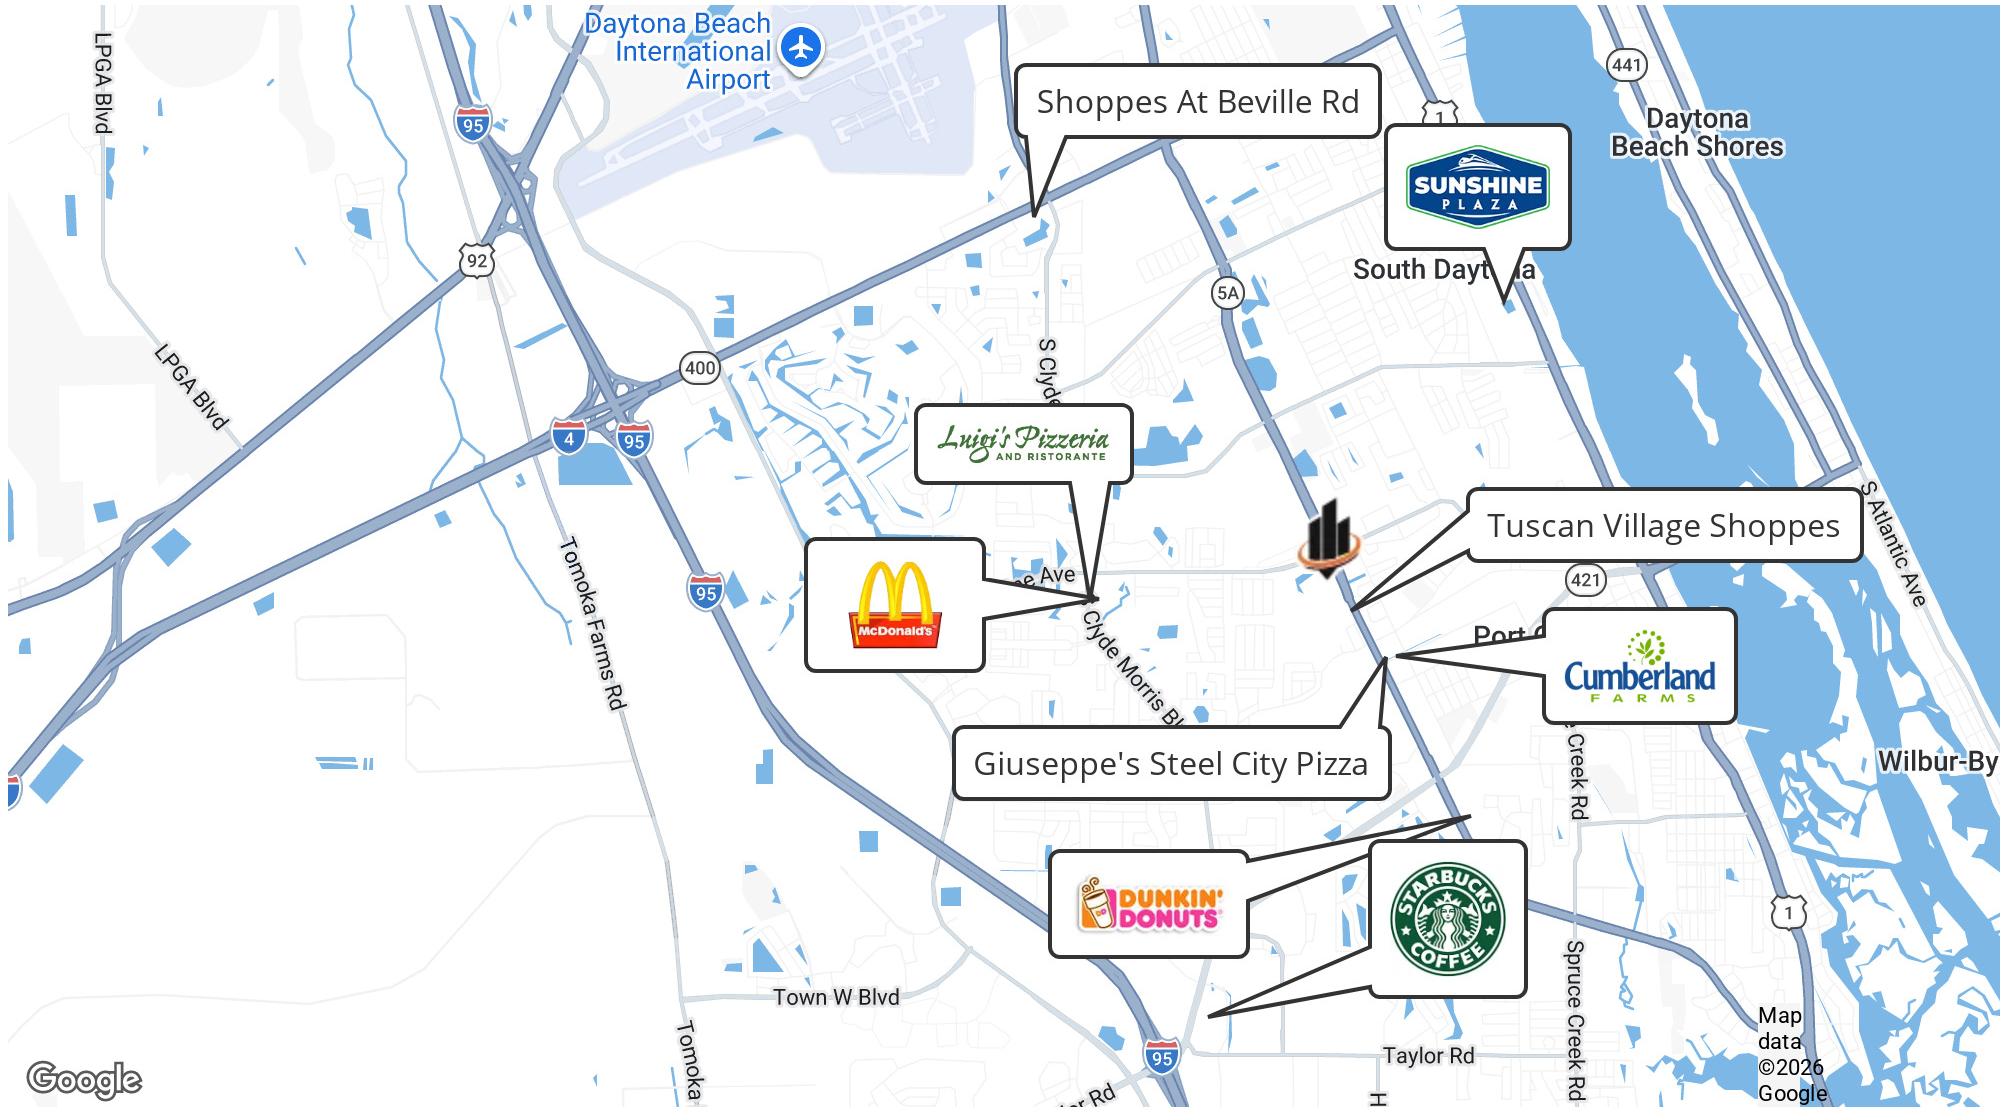 Daytona Beach
International
Airport
LPGA Blvd
95
441
Daytona
Beach Shores
Shoppes At Beville Rd
1
SUNSHINE
PLAZA
92
South Dayt
a
5A
LPGA Blvd
400
S Clyde
4
95
Luigi's Pizzeria
AND RISTORANTE
S Atlantic Ave
Tuscan Village Shoppes
Tomoka Farms Rd
95
e Ave
421
McDonald's
Port
Cumberland
FARMS
Clyde Morris Bl
Giuseppe's Steel City Pizza
Creek Rd
Wilbur-By
DUNKIN'
DONUTS
STARBUCKS
COFFEE
1
Town W Blvd
Spruce Creek Rd
Tomoka
95
Taylor Rd
Map
data
©2026
Google
Google
Rd
H